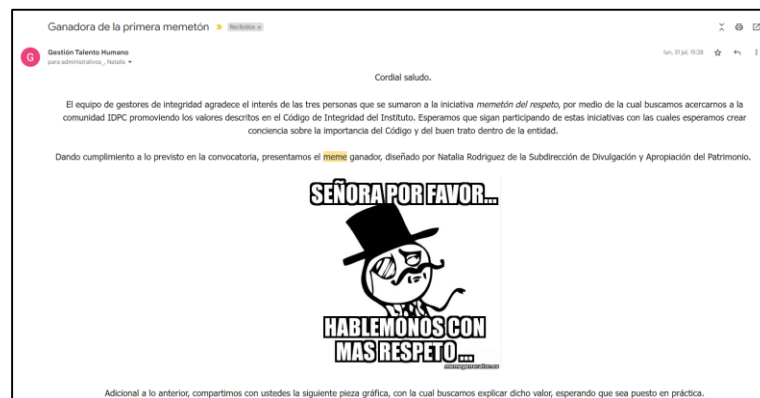 Ganadora de la primera memetón
Recibidos x
G
Gestión Talento Humano
para administrativos_, Natalia
lun, 31 jul, 15:28
Cordial saludo.
El equipo de gestores de integridad agradece el interés de las tres personas que se sumaron a la iniciativa memetón del respeto, por medio de la cual buscamos acercarnos a la
comunidad IDPC promoviendo los valores descritos en el Código de Integridad del Instituto. Esperamos que sigan participando de estas iniciativas con las cuales esperamos crear
conciencia sobre la importancia del Código y del buen trato dentro de la entidad.
Dando cumplimiento a lo previsto en la convocatoria, presentamos el meme ganador, diseñado por Natalia Rodriguez de la Subdirección de Divulgación y Apropiación del Patrimonio.
SEÑORA POR FAVOR...
HABLEMONOS CON
MAS RESPETO...
memegenerator.es
Adicional a lo anterior, compartimos con ustedes la siguiente pieza gráfica, con la cual buscamos explicar dicho valor, esperando que sea puesto en práctica.